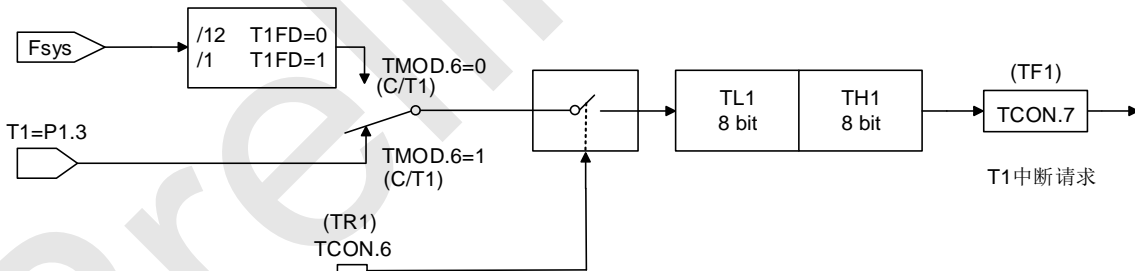 Fsys
/12 T1FD=0
/1 T1FD=1
TMOD.6=0
(C/T1)
T1=P1.3
TMOD.6=1
(C/T1)
(TR1)
TCON.6
TL1
8 bit
TH1
8 bit
(TF1)
TCON.7
T1中断请求